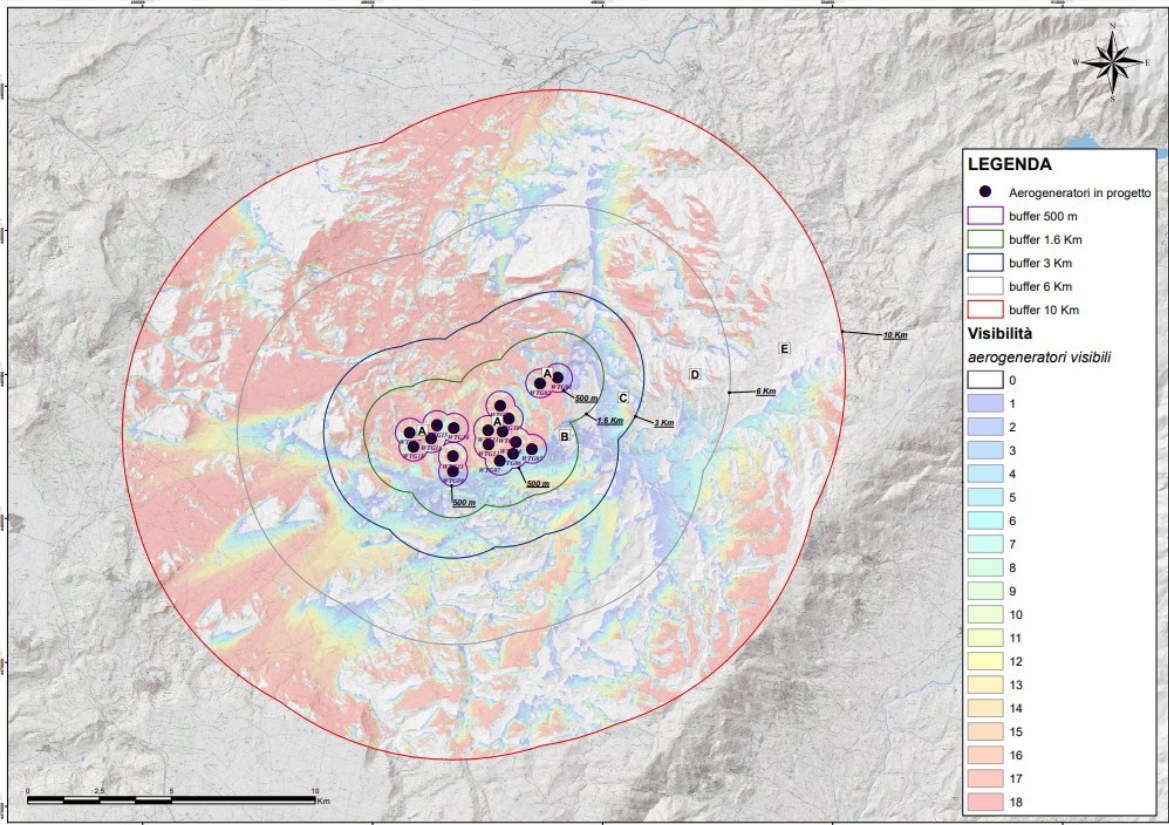 N
W
E
S
LEGENDA
Aerogeneratori in progetto
buffer 500 m
buffer 1.6 Km
buffer 3 Km
buffer 6 Km
buffer 10 Km
Visibilità
aerogeneratori visibili
0
1
2
3
4
5
6
7
8
9
10
11
12
13
14
15
16
17
18
10 Km
E
D
6 Km
A
500 m
C
1.6 Km
3 Km
A
A
B
500 m
500 m
0
2,5
5
10
Km